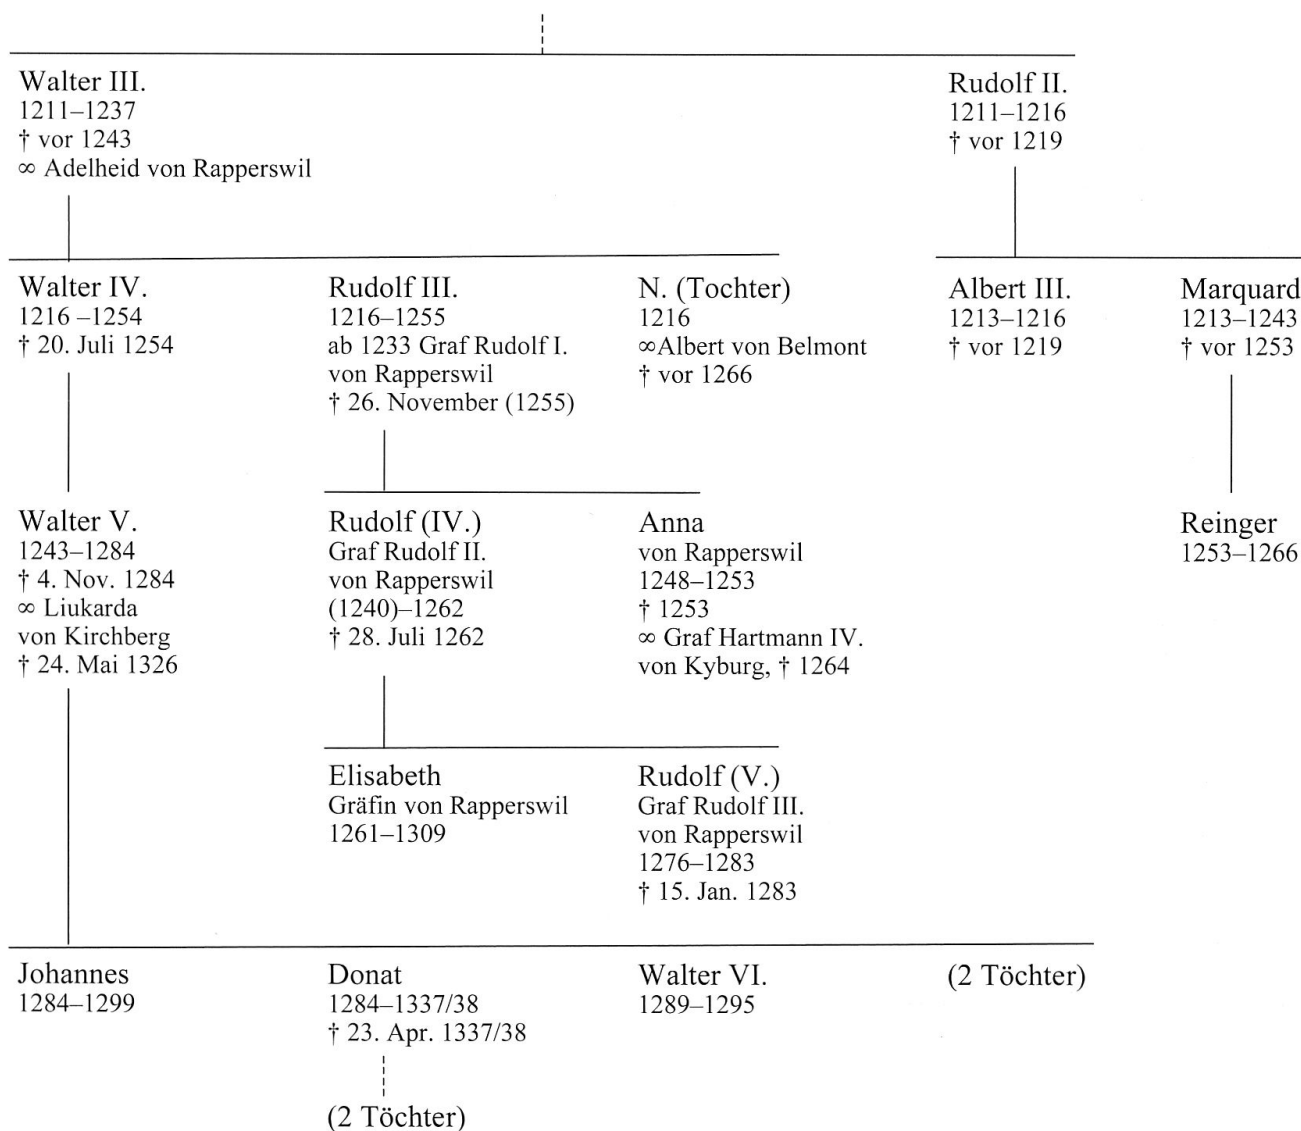 Walter III.
1211–1237
† vor 1243
∞ Adelheid von Rapperswil
Rudolf II.
1211–1216
† vor 1219
Walter IV.
1216 –1254
† 20. Juli 1254
Rudolf III.
1216–1255
ab 1233 Graf Rudolf I.
von Rapperswil
† 26. November (1255)
N. (Tochter)
1216
∞Albert von Belmont
† vor 1266
Albert III.
1213–1216
† vor 1219
Marquard
1213–1243
† vor 1253
Walter V.
1243–1284
† 4. Nov. 1284
∞ Liukarda
von Kirchberg
† 24. Mai 1326
Rudolf (IV.)
Graf Rudolf II.
von Rapperswil
(1240)–1262
† 28. Juli 1262
Anna
von Rapperswil
1248–1253
† 1253
∞ Graf Hartmann IV.
von Kyburg, † 1264
Reinger
1253–1266
Elisabeth
Gräfin von Rapperswil
1261–1309
Rudolf (V.)
Graf Rudolf III.
von Rapperswil
1276–1283
† 15. Jan. 1283
Johannes
1284–1299
Donat
1284–1337/38
† 23. Apr. 1337/38
Walter VI.
1289–1295
(2 Töchter)
(2 Töchter)